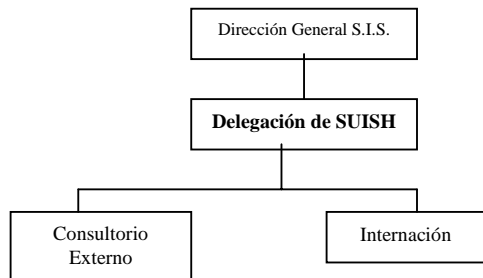 Dirección General S.I.S.
Delegación de SUISH
Consultorio
Externo
Internación